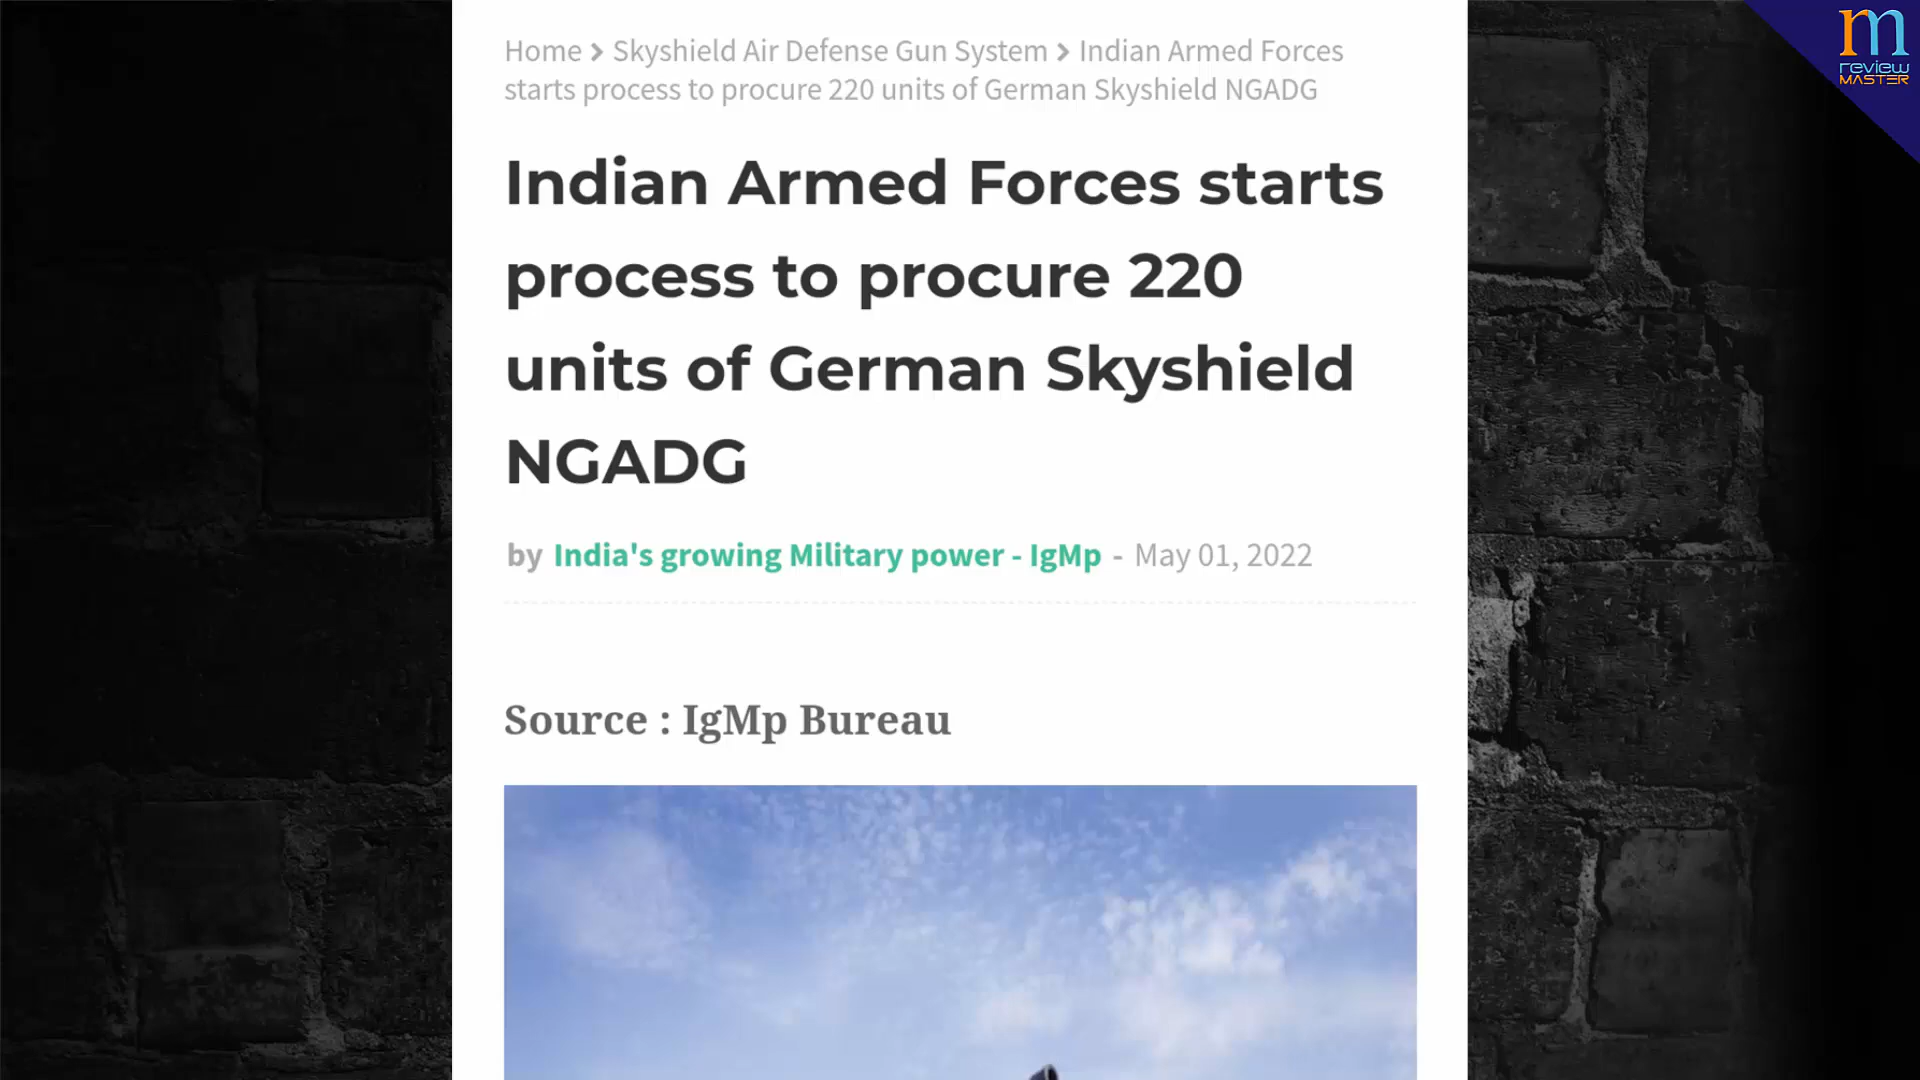 Home > Skyshield Air Defense Gun System > Indian Armed Forces
starts process to procure 220 units of German Skyshield NGADG
Indian Armed Forces starts
process to procure 220
units of German Skyshield
NGADG
by India's growing Military power - IgMp - May 01, 2022
Source : IgMp Bureau
m
review
MASTER